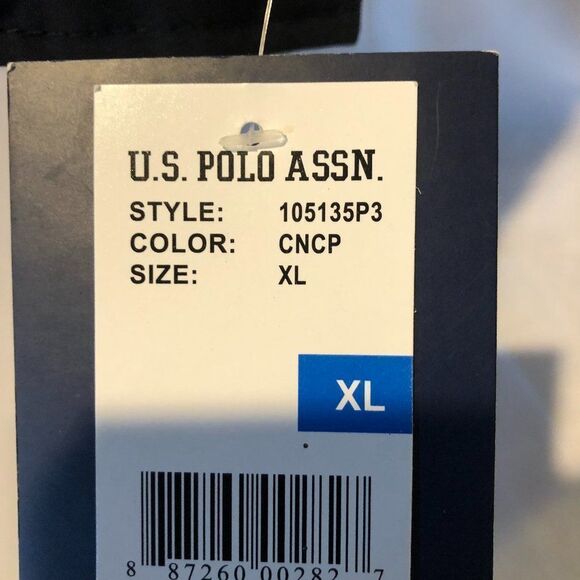 U.S. POLO ASSN.
STYLE: 105135P3
COLOR: CNCP
SIZE: XL
XL
8 87260 00282 7